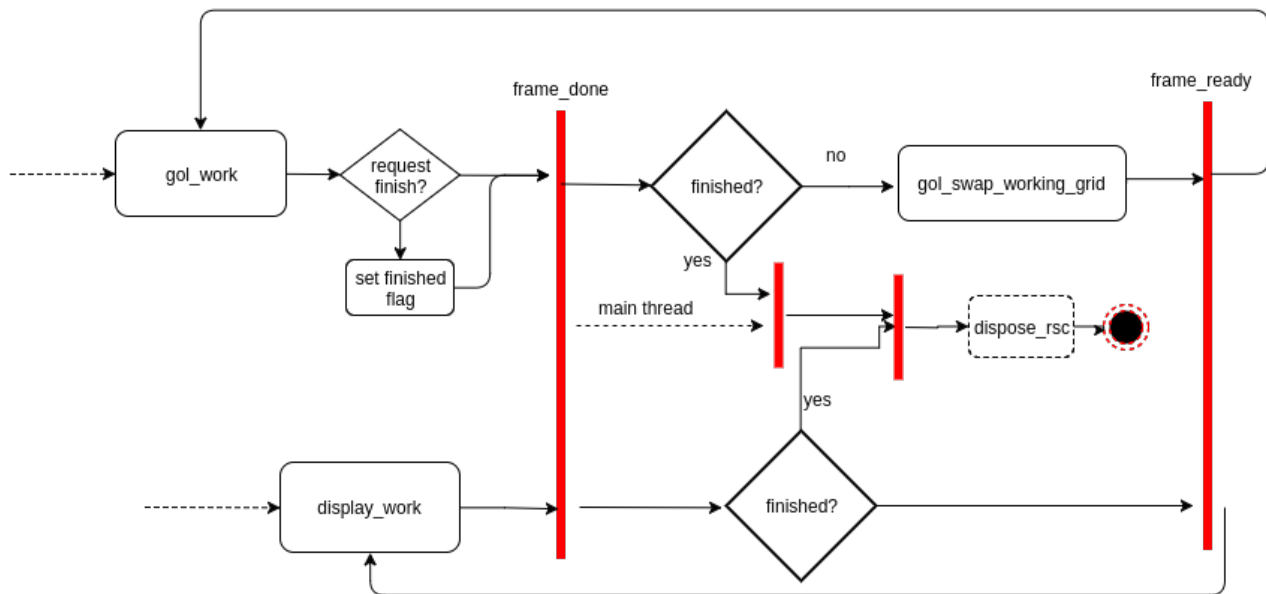 frame_done
frame_ready
gol_work
request
finish?
finished?
no
gol_swap_working_grid
set finished
flag
yes
main thread
dispose_rsc
yes
display_work
finished?